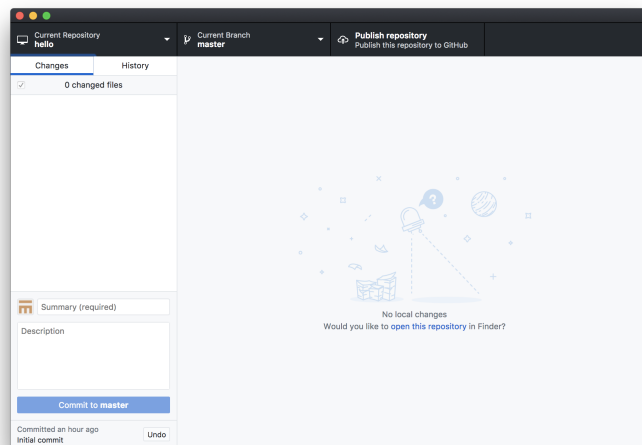 Current Repository
hello
Current Branch
master
Publish repository
Publish this repository to GitHub
Changes
History
0 changed files
?
No local changes
Would you like to open this repository in Finder?
Summary (required)
Description
Commit to master
Committed an hour ago
Initial commit
Undo